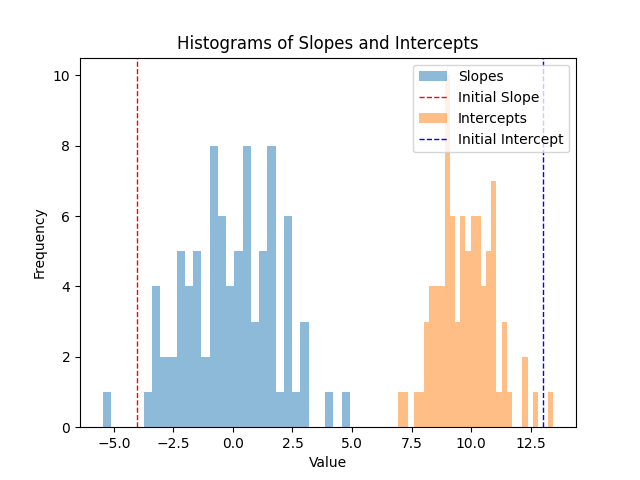 Histograms of Slopes and Intercepts
Slopes
Initial Slope
Intercepts
Initial Intercept
10
8
6
4
2
0
Frequency
−5.0 −2.5 0.0 2.5 5.0 7.5 10.0 12.5
Value